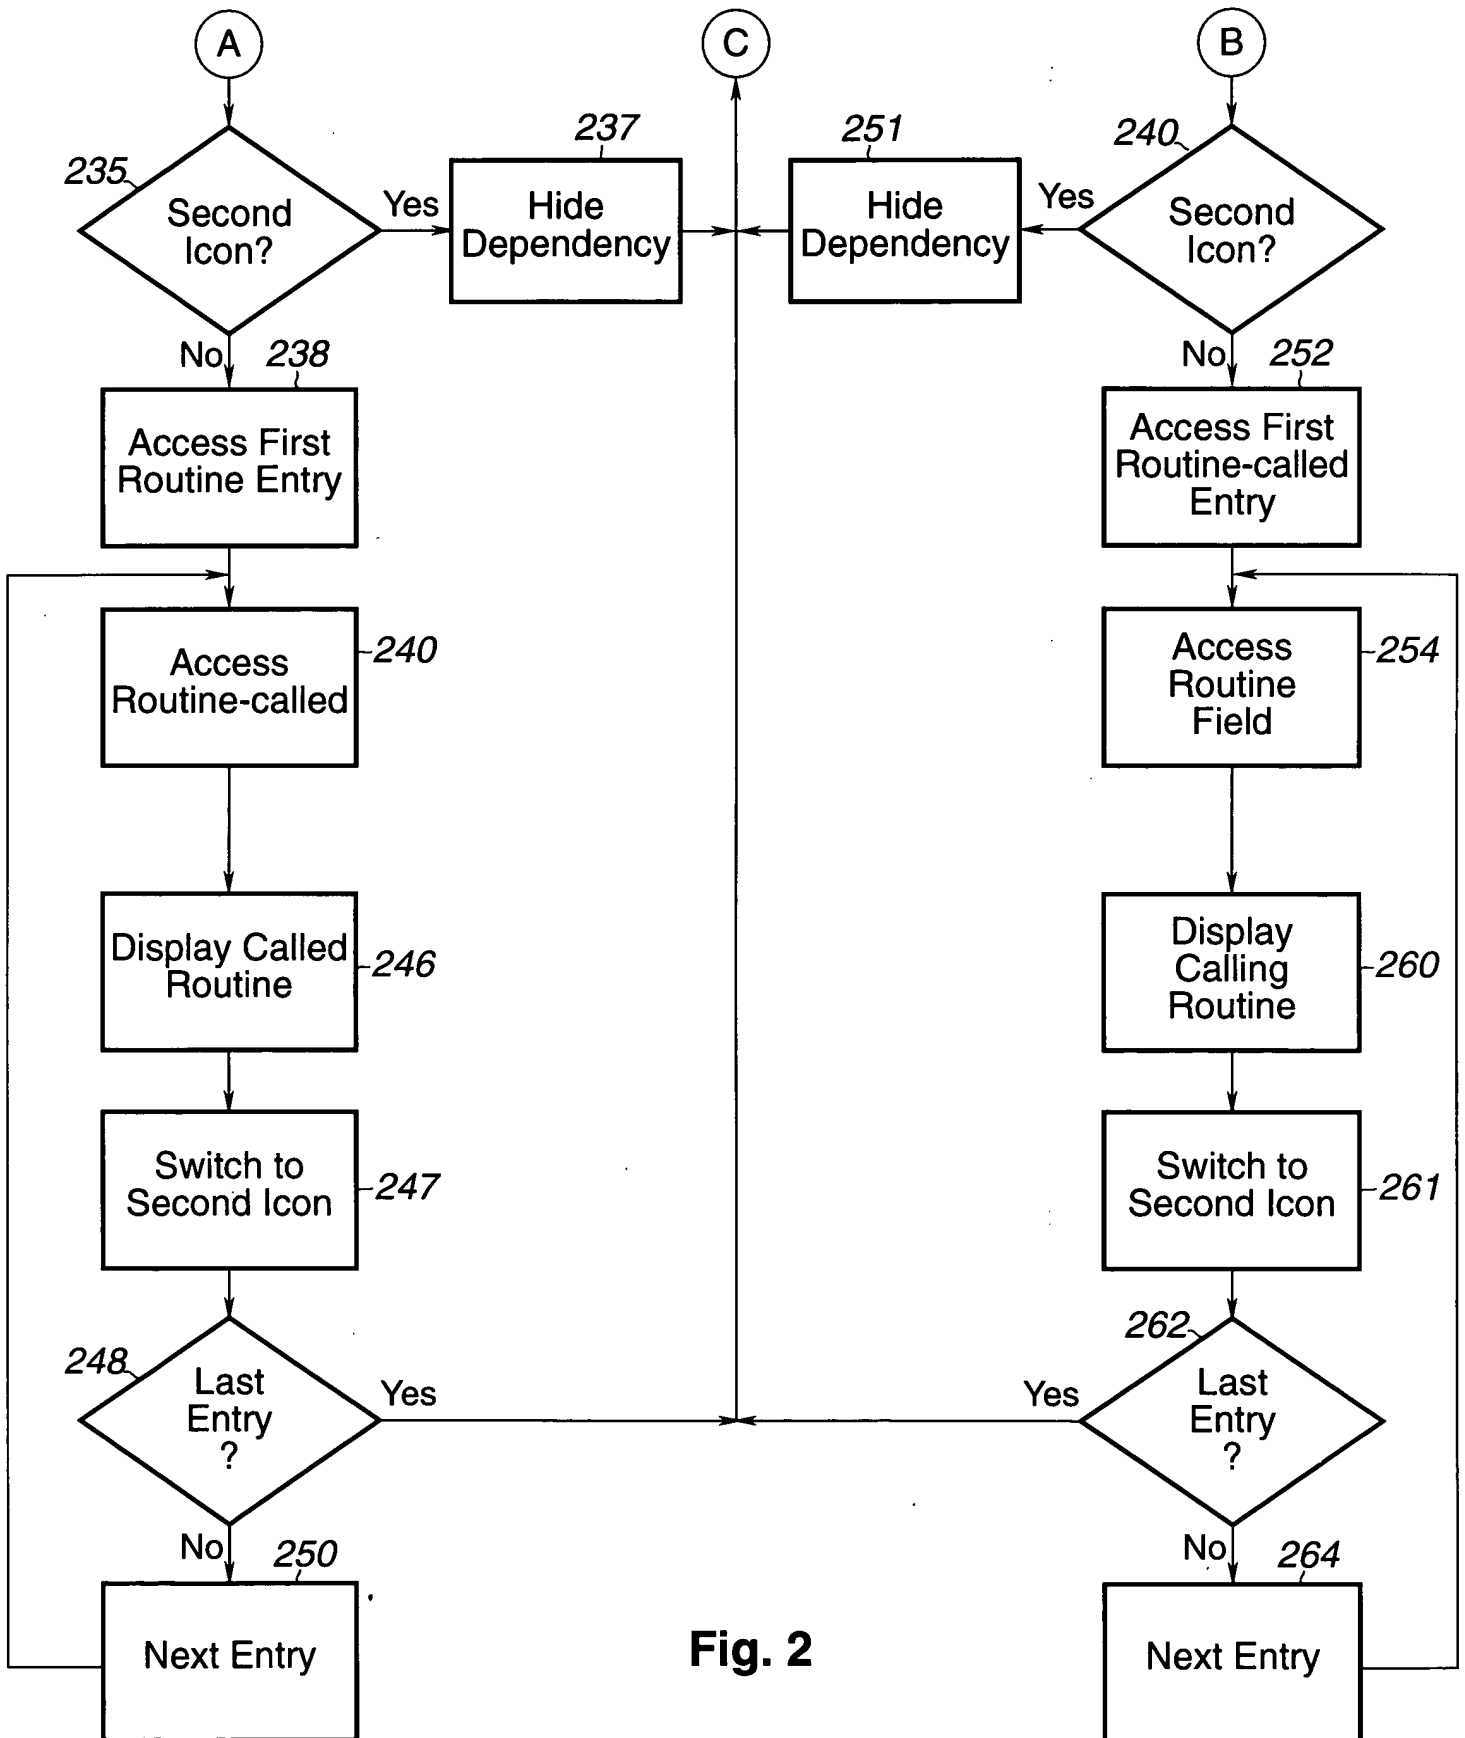 A
C
B
235
Second
Icon?
Yes
237
Hide
Dependency
251
Hide
Dependency
Yes
240
Second
Icon?
No
238
Access First
Routine Entry
240
Access
Routine-called
246
Display Called
Routine
247
Switch to
Second Icon
248
Last
Entry
?
Yes
No
250
Next Entry
No
252
Access First
Routine-called
Entry
254
Access
Routine
Field
260
Display
Calling
Routine
261
Switch to
Second Icon
262
Last
Entry
?
Yes
No
264
Next Entry
Fig. 2